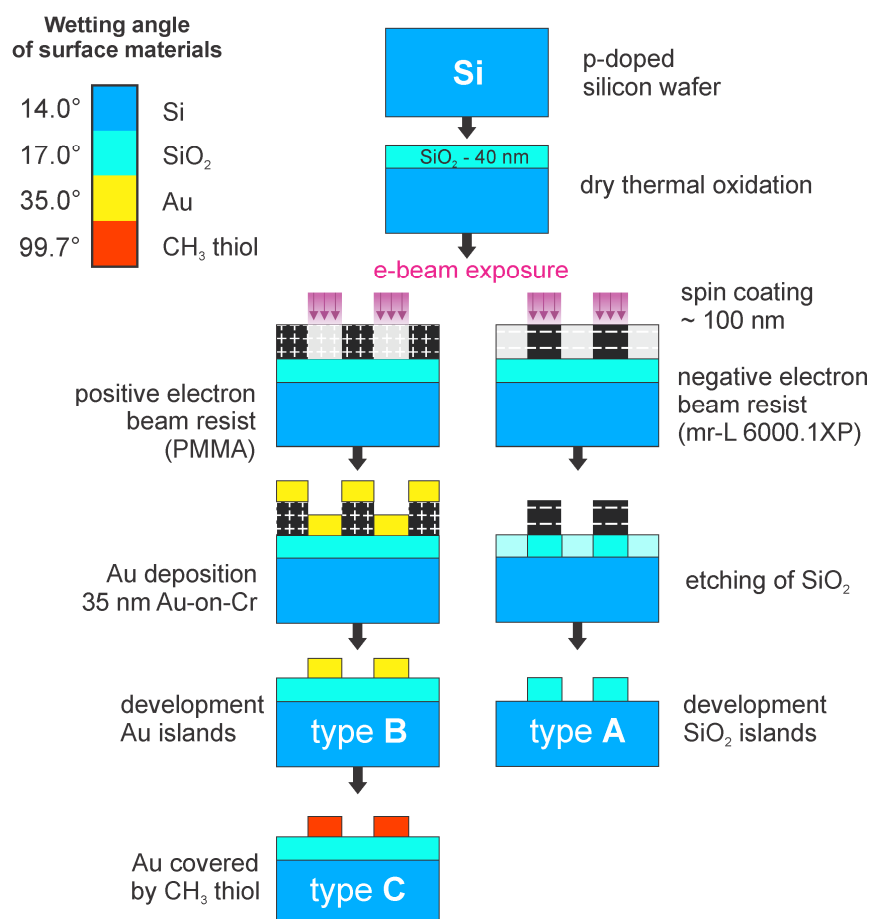 Wetting angle
of surface materials
14.0° Si
17.0° SiO₂
35.0° Au
99.7° CH₃ thiol
Si
p-doped
silicon wafer
SiO₂ - 40 nm
dry thermal oxidation
e-beam exposure
spin coating
~ 100 nm
positive electron
beam resist
(PMMA)
negative electron
beam resist
(mr-L 6000.1XP)
Au deposition
35 nm Au-on-Cr
etching of SiO₂
development
Au islands
type B
type A
development
SiO₂ islands
Au covered
by CH₃ thiol
type C